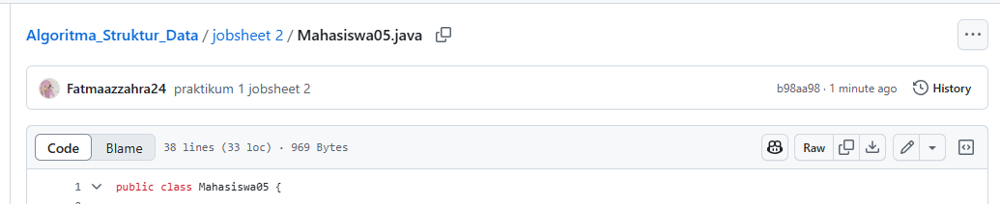 Algoritma_Struktur_Data / jobsheet 2 / Mahasiswa05.java
Fatmaazzahra24 praktikum 1 jobsheet 2 b98aa98 · 1 minute ago History
Code Blame 38 lines (33 loc) · 969 Bytes Raw
1 public class Mahasiswa05 {